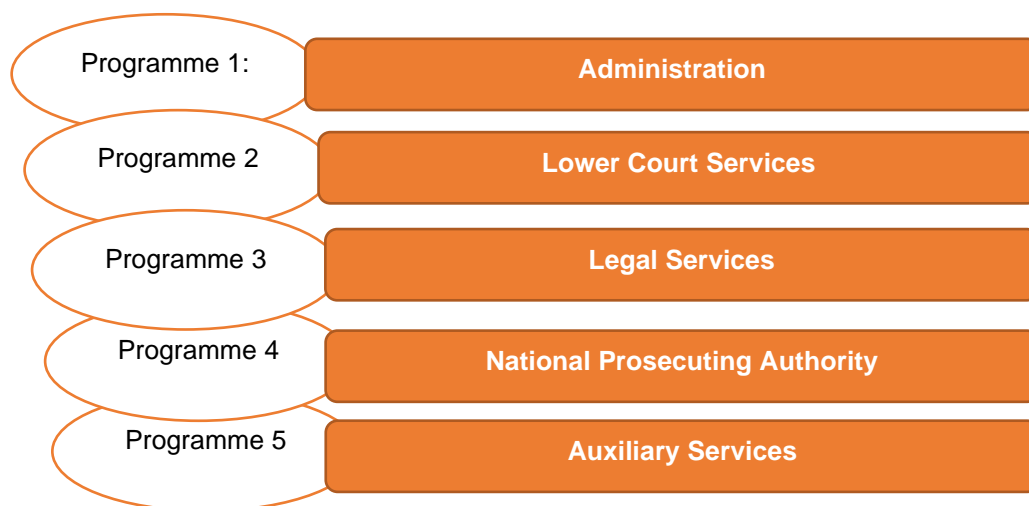 Programme 1:
Administration
Programme 2
Lower Court Services
Programme 3
Legal Services
Programme 4
National Prosecuting Authority
Programme 5
Auxiliary Services